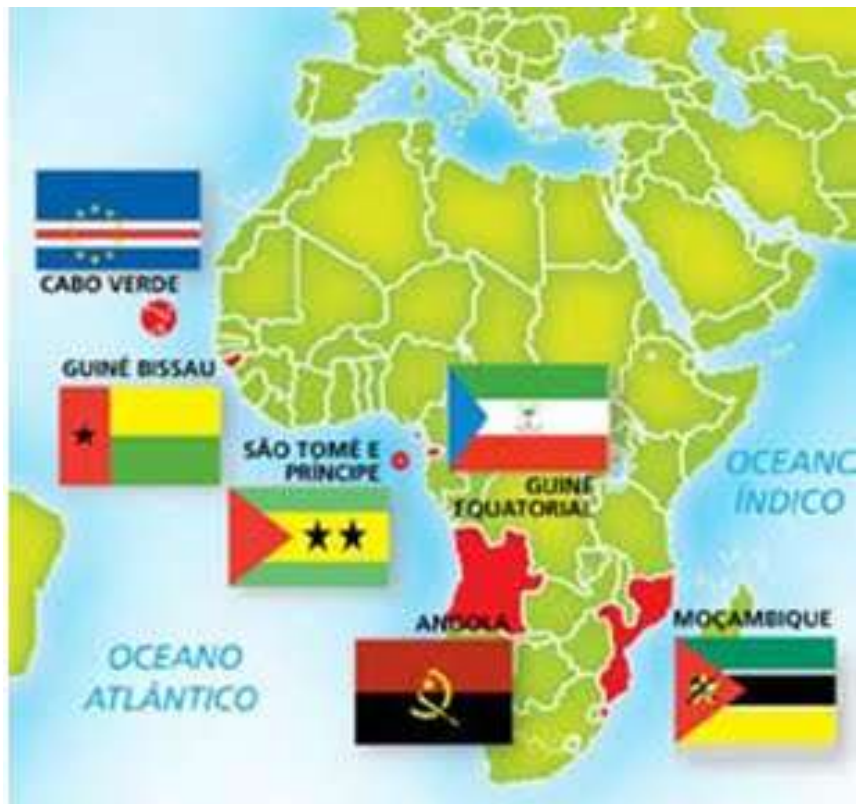 CABO VERDE
GUINÉ BISSAU
SÃO TOMÉ E
PRÍNCIPE
GUINÉ
EQUATORIAL
OCEANO
ÍNDICO
ANGOLA
MOÇAMBIQUE
OCEANO
ATLÂNTICO